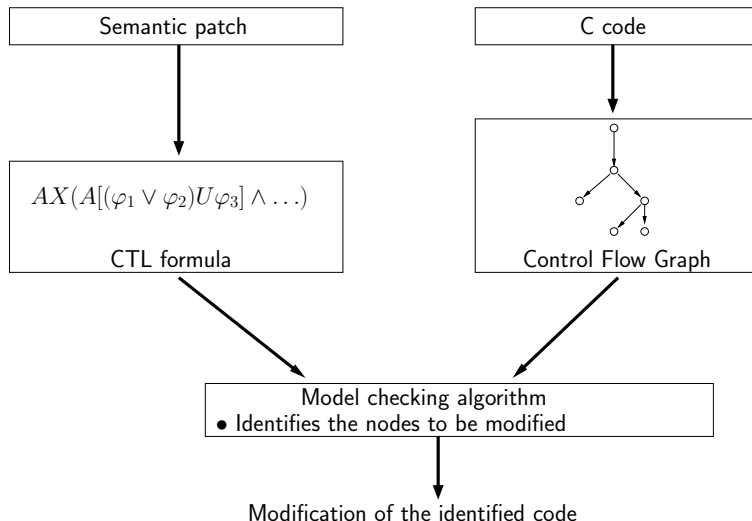 Semantic patch
C code
AX(A[(φ₁ ∨ φ₂)Uφ₃] ∧ …)
CTL formula
Control Flow Graph
Model checking algorithm
● Identifies the nodes to be modified
Modification of the identified code